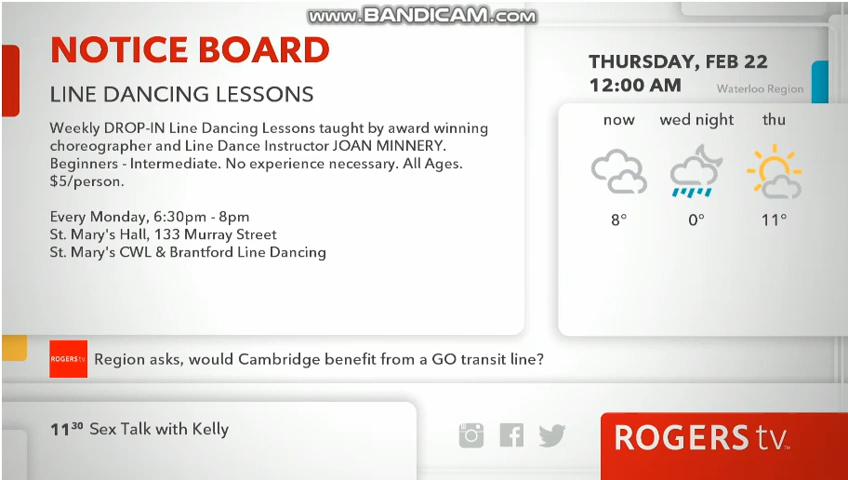 WWW.BANDICAM.COM
NOTICE BOARD
LINE DANCING LESSONS
Weekly DROP-IN Line Dancing Lessons taught by award winning
choreographer and Line Dance Instructor JOAN MINNERY.
Beginners - Intermediate. No experience necessary. All Ages.
$5/person.
Every Monday, 6:30pm - 8pm
St. Mary's Hall, 133 Murray Street
St. Mary's CWL & Brantford Line Dancing
THURSDAY, FEB 22
12:00 AM Waterloo Region
now wed night thu
8° 0° 11°
ROGERS tv Region asks, would Cambridge benefit from a GO transit line?
11³⁰ Sex Talk with Kelly
ROGERS tv™